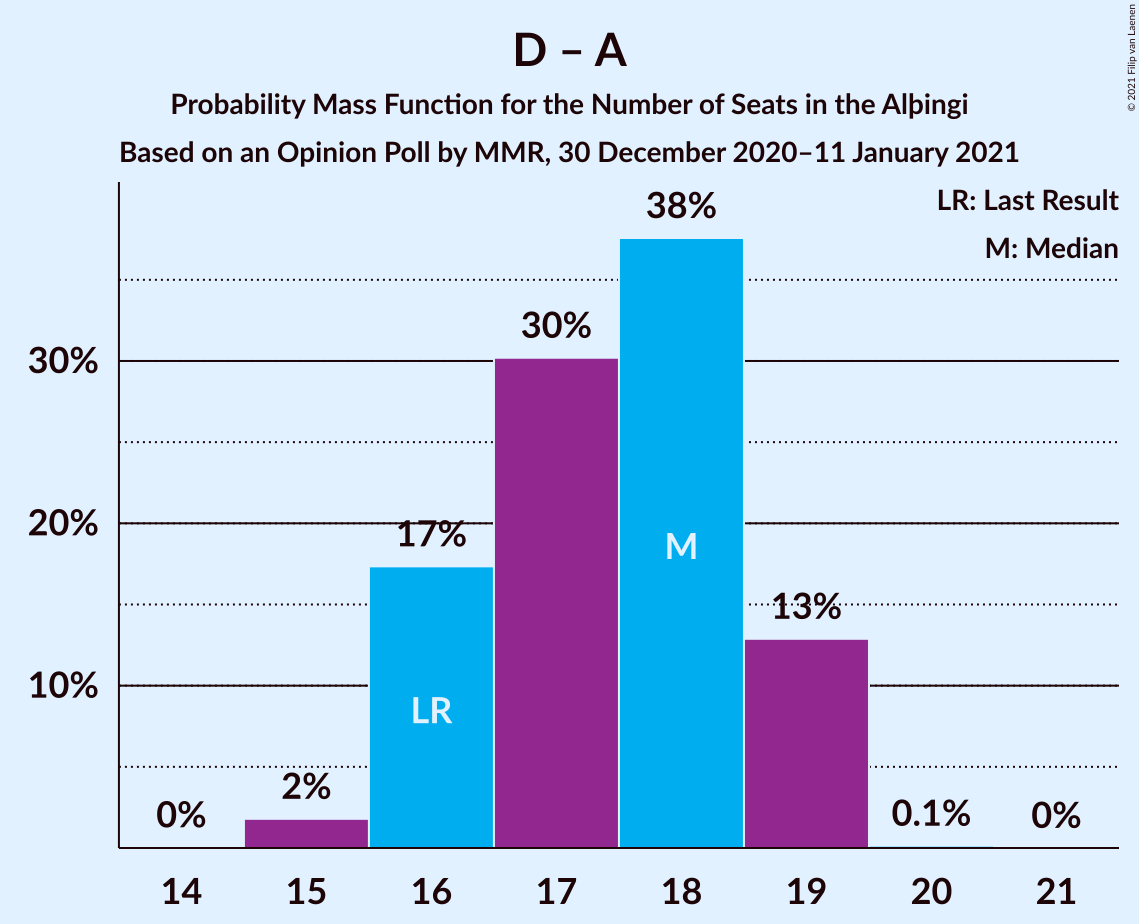 D – A
Probability Mass Function for the Number of Seats in the Alþingi
Based on an Opinion Poll by MMR, 30 December 2020–11 January 2021
© 2021 Filip van Laenen
LR: Last Result
M: Median
38%
30%
30%
20%
17%
M
13%
10%
LR
2%
0%
0.1%
0%
14 15 16 17 18 19 20 21